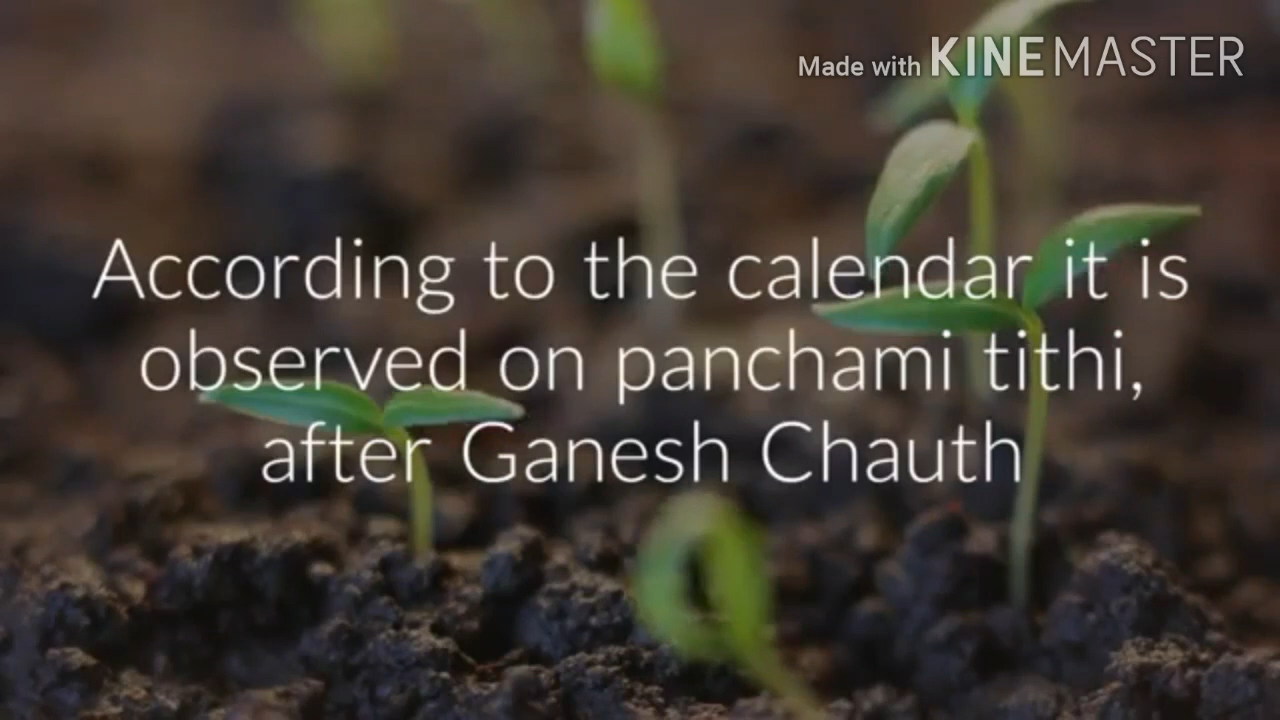 Made with KINEMASTER
According to the calendar it is
observed on panchami tithi,
after Ganesh Chauth